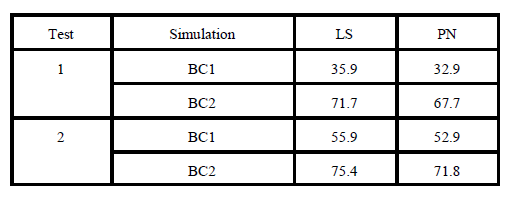 Test Simulation LS PN
1 BC1 35.9 32.9
BC2 71.7 67.7
2 BC1 55.9 52.9
BC2 75.4 71.8